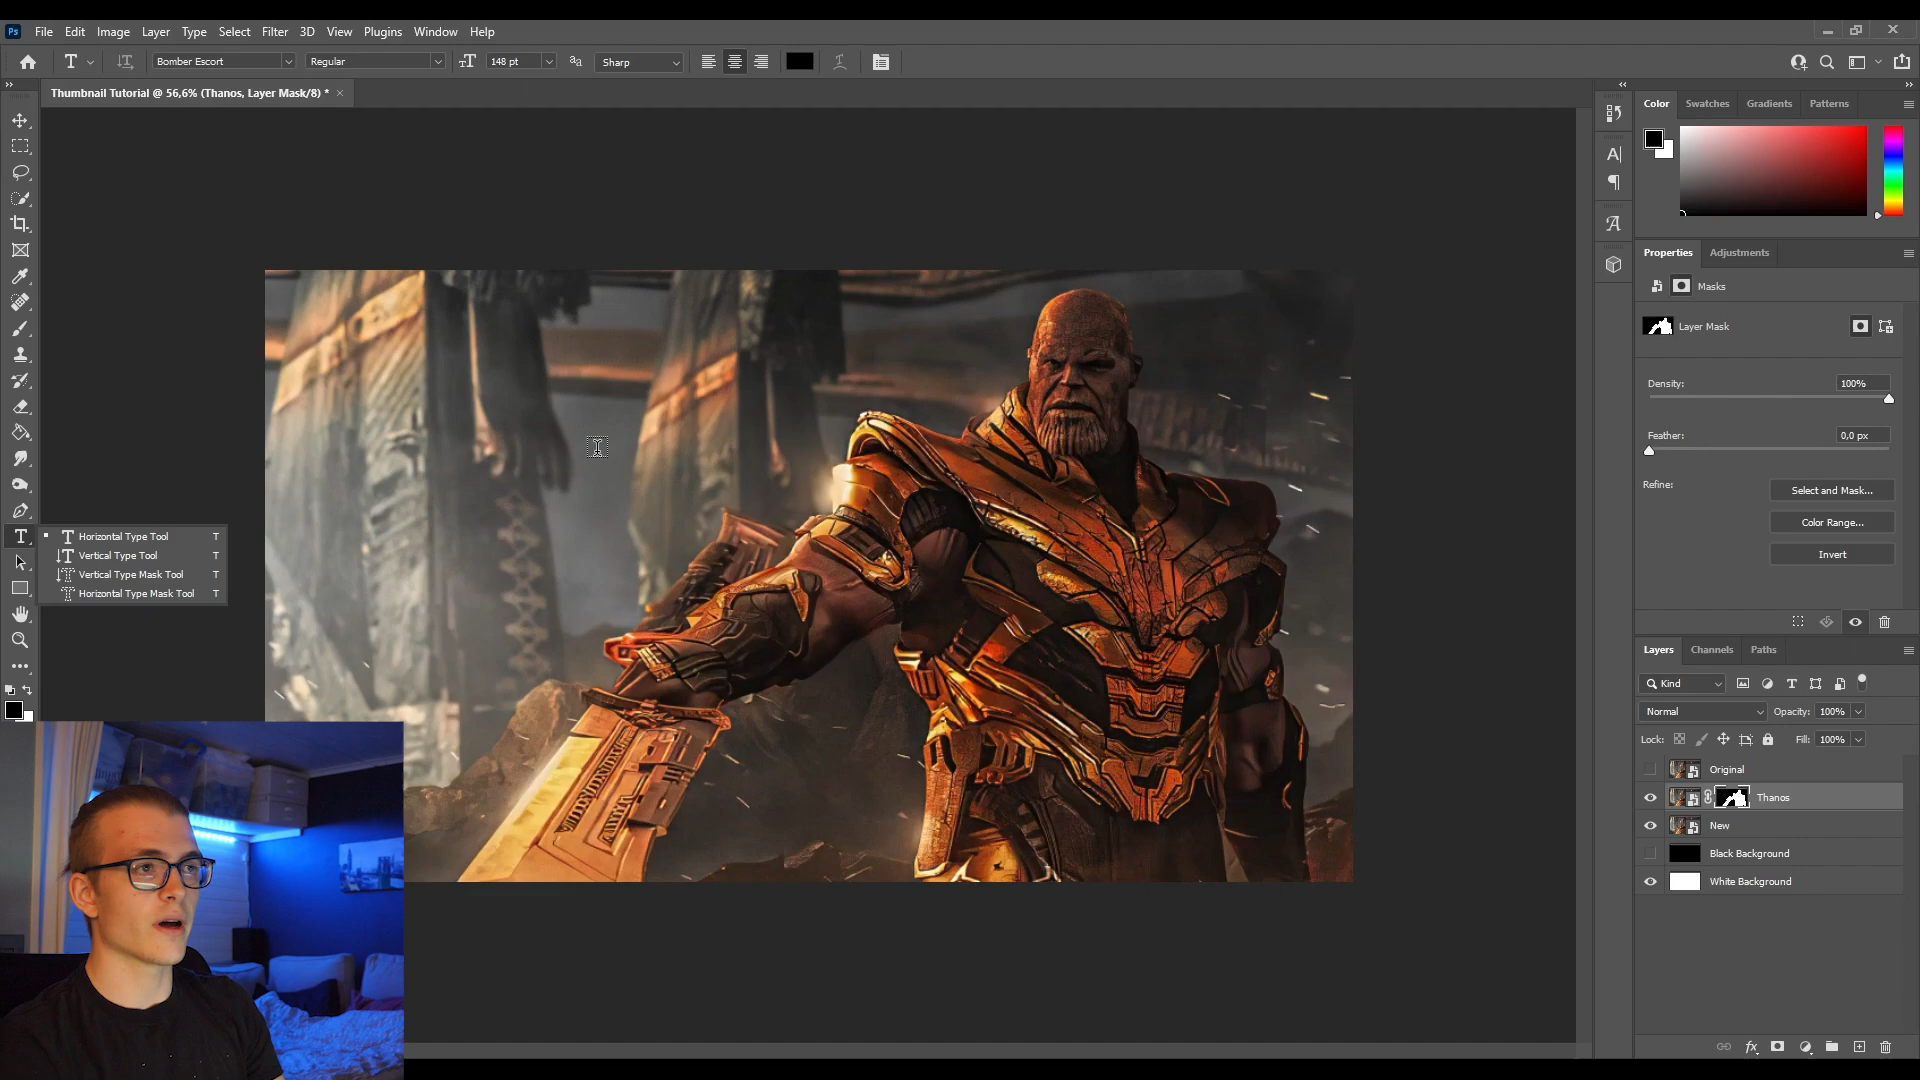 Ps File Edit Image Layer Type Select Filter 3D View Plugins Window Help
T Bomber Escort Regular 148 pt Sharp
Thumbnail Tutorial @ 56,6% (Thanos, Layer Mask/8) * ×
Color Swatches Gradients Patterns
Properties Adjustments
Masks
Layer Mask
Density: 100%
Feather: 0,0 px
Refine: Select and Mask...
Color Range...
Invert
T Horizontal Type Tool T
Vertical Type Tool T
Vertical Type Mask Tool T
Horizontal Type Mask Tool T
Layers Channels Paths
Kind
Normal Opacity: 100%
Lock: Fill: 100%
Original
Thanos
New
Black Background
White Background
fx